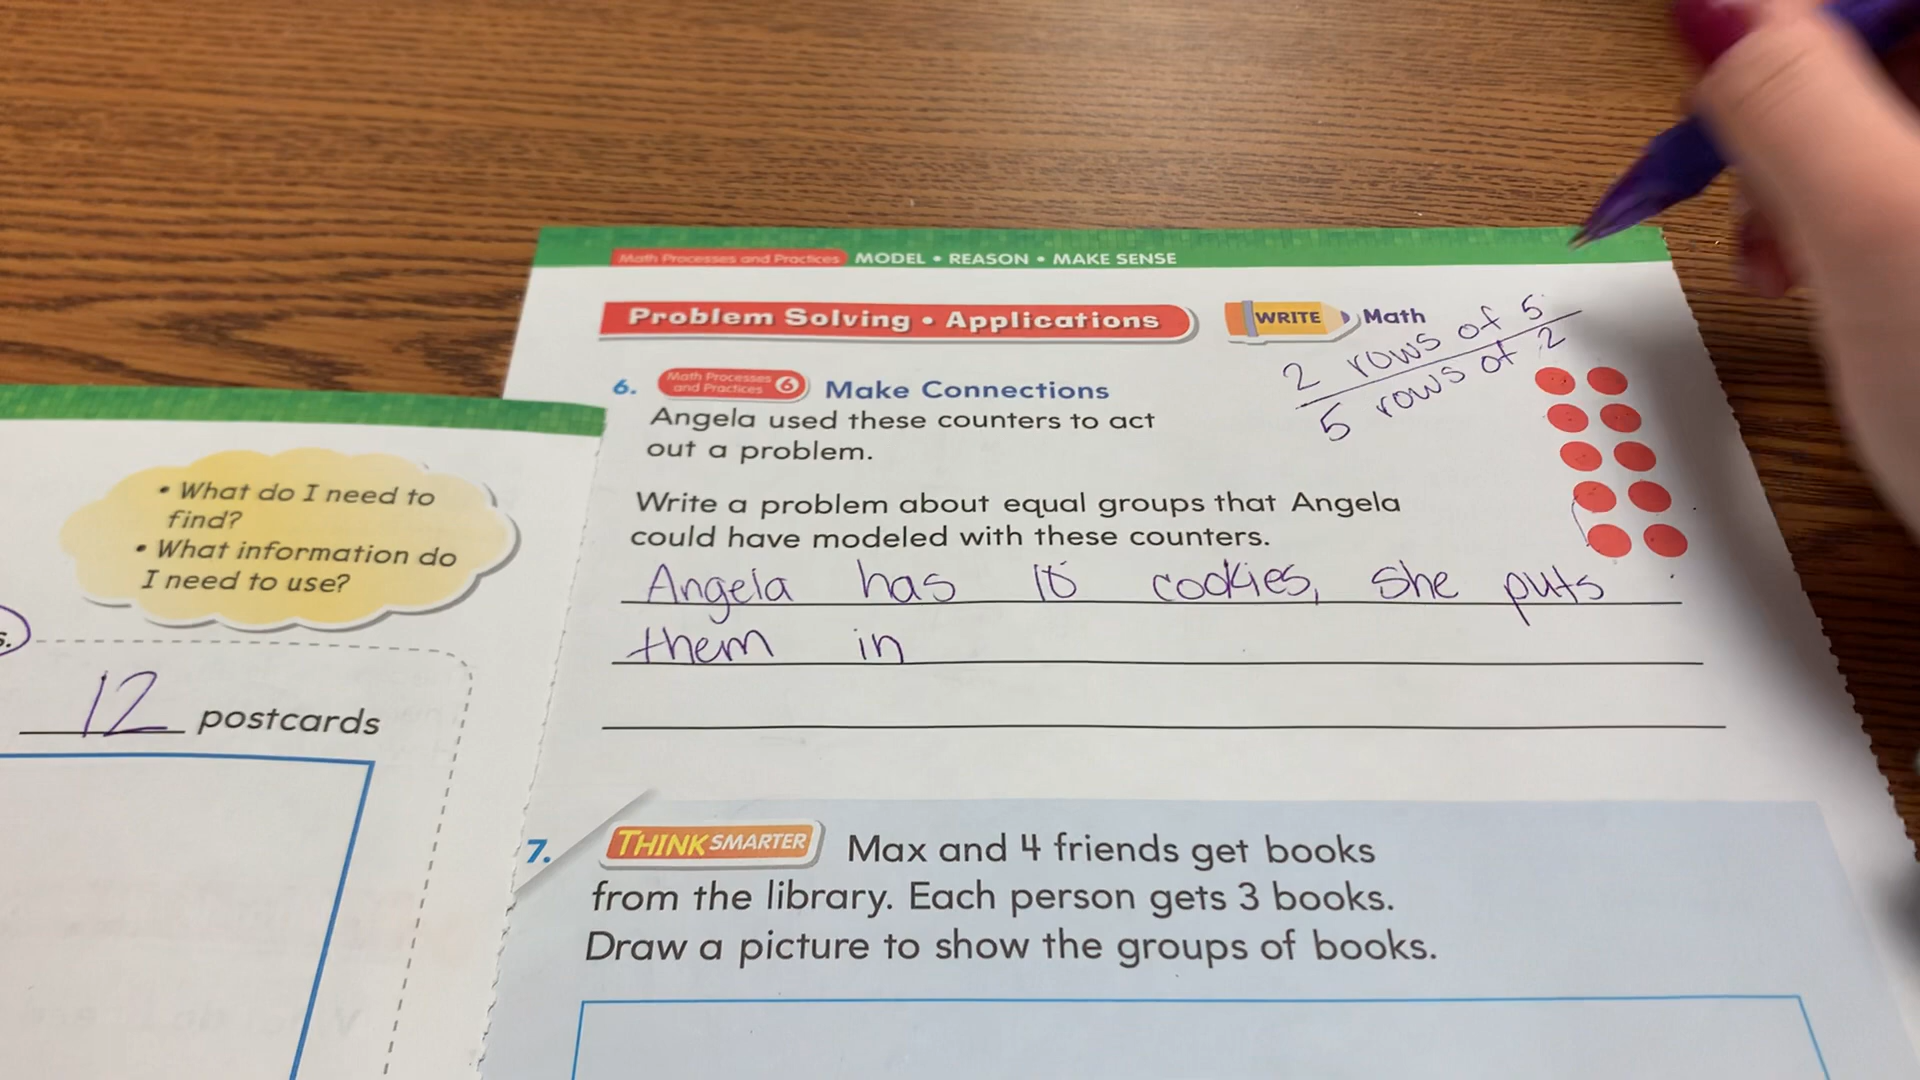 Math Processes and Practices MODEL • REASON • MAKE SENSE
Problem Solving • Applications
WRITE Math
2 rows of 5
5 rows of 2
6. Math Processes and Practices 6 Make Connections
Angela used these counters to act
out a problem.
Write a problem about equal groups that Angela
could have modeled with these counters.
Angela has 10 cookies, she puts
them in
• What do I need to
find?
• What information do
I need to use?
s.
12 postcards
7. THINK SMARTER Max and 4 friends get books
from the library. Each person gets 3 books.
Draw a picture to show the groups of books.